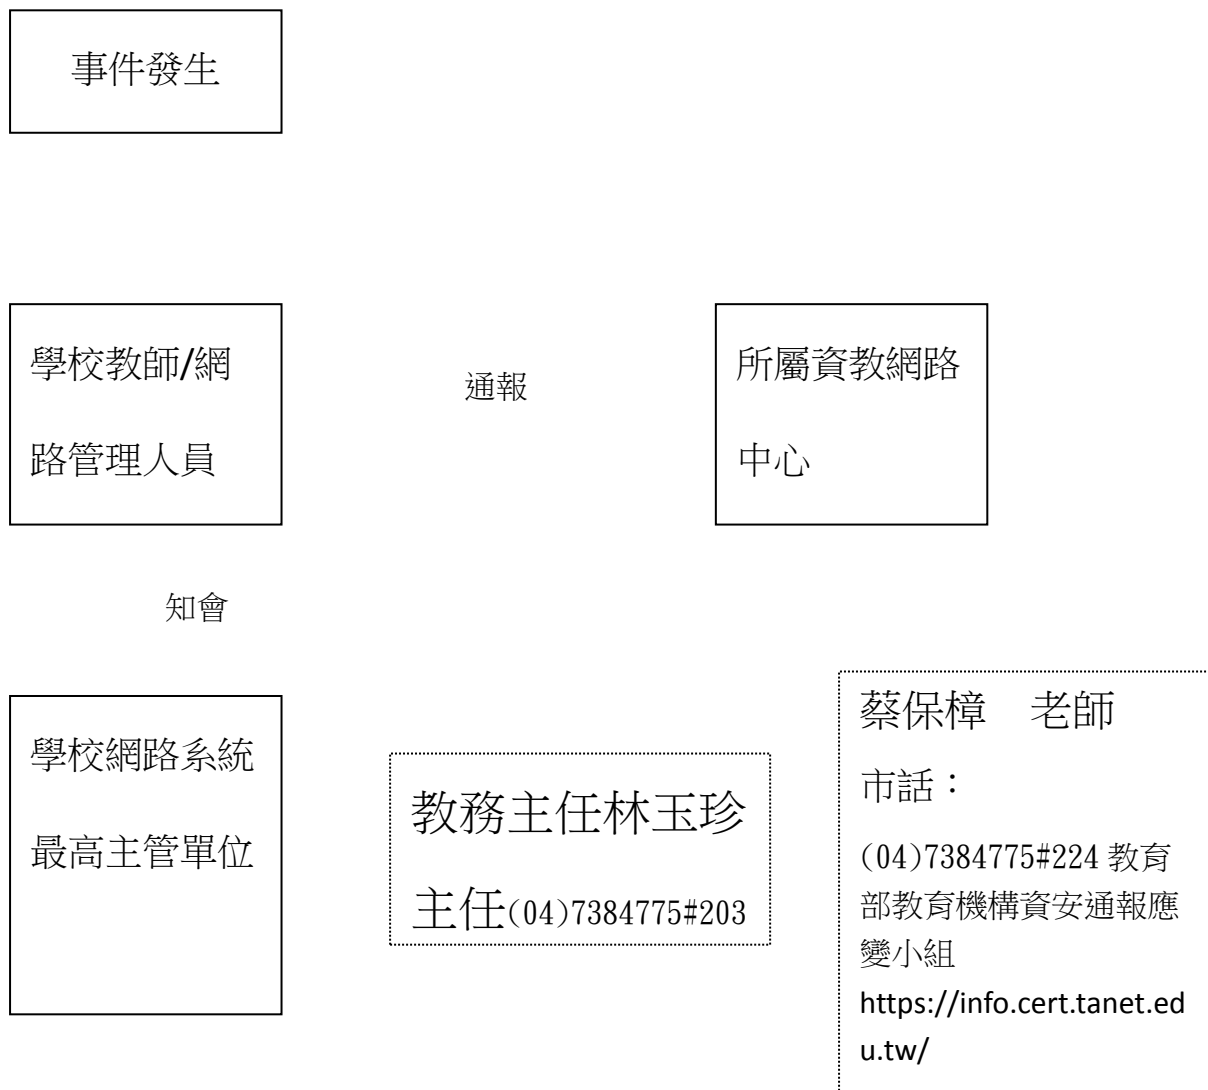 事件發生
學校教師/網
路管理人員
通報
所屬資教網路
中心
知會
學校網路系統
最高主管單位
教務主任林玉珍
主任(04)7384775#203
蔡保樟　老師
市話：
(04)7384775#224 教育
部教育機構資安通報應
變小組
https://info.cert.tanet.ed
u.tw/